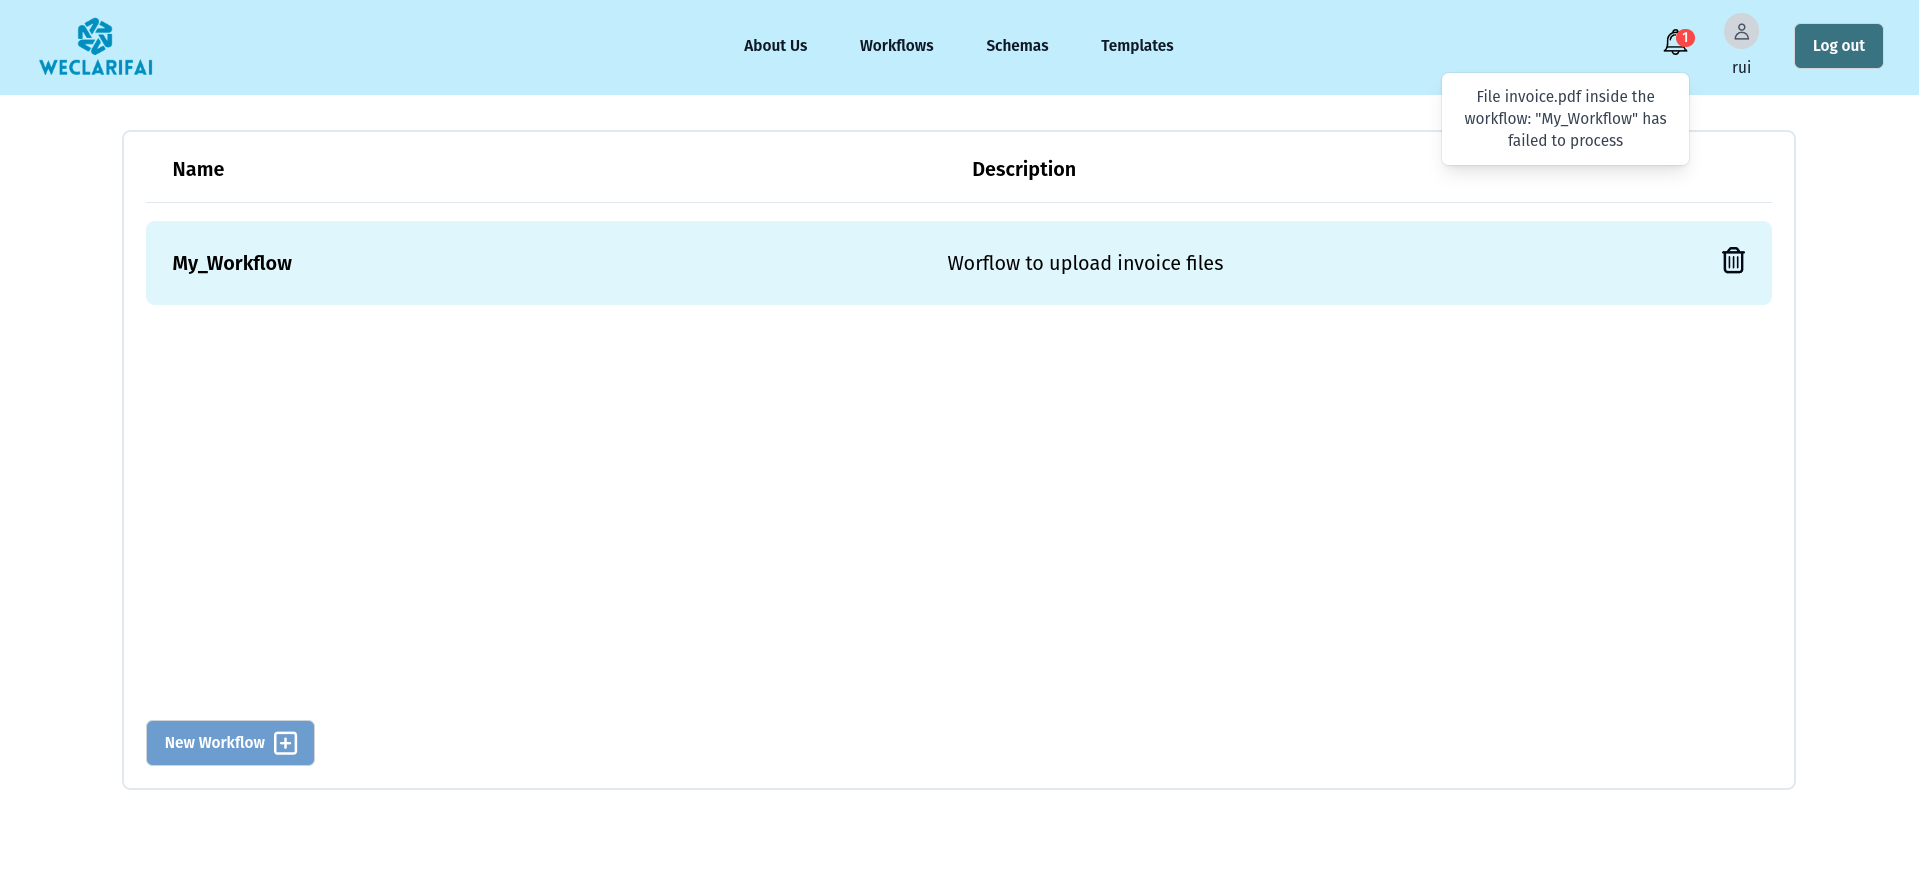 WECLARIFAI
About Us
Workflows
Schemas
Templates
1
rui
Log out
File invoice.pdf inside the
workflow: "My_Workflow" has
failed to process
Name
Description
My_Workflow
Worflow to upload invoice files
New Workflow